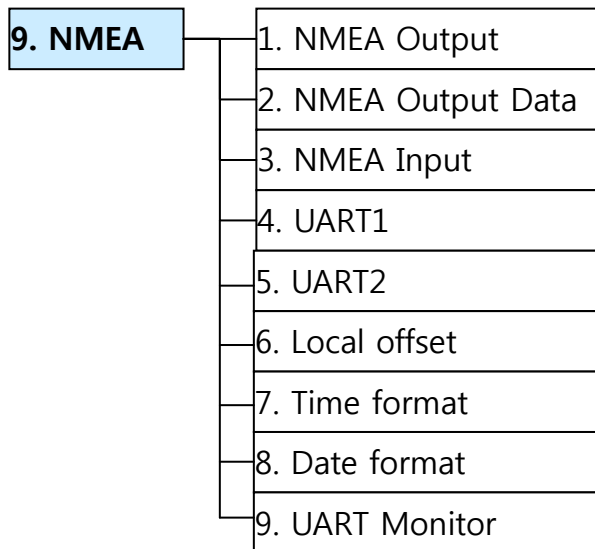 9. NMEA
1. NMEA Output
2. NMEA Output Data
3. NMEA Input
4. UART1
5. UART2
6. Local offset
7. Time format
8. Date format
9. UART Monitor